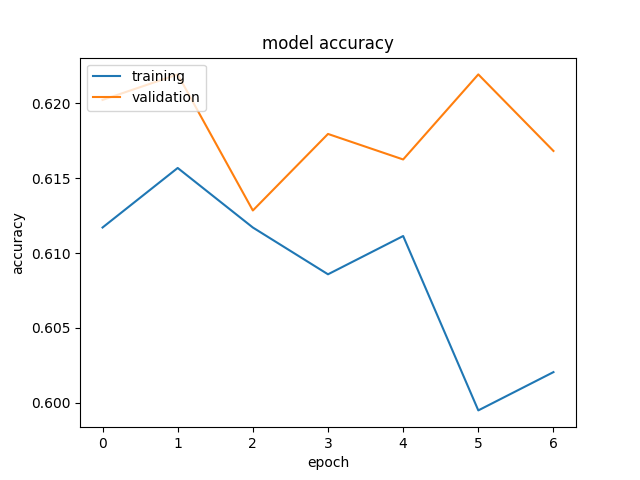 model accuracy
training
validation
0.620
0.615
0.610
0.605
0.600
accuracy
0 1 2 3 4 5 6
epoch